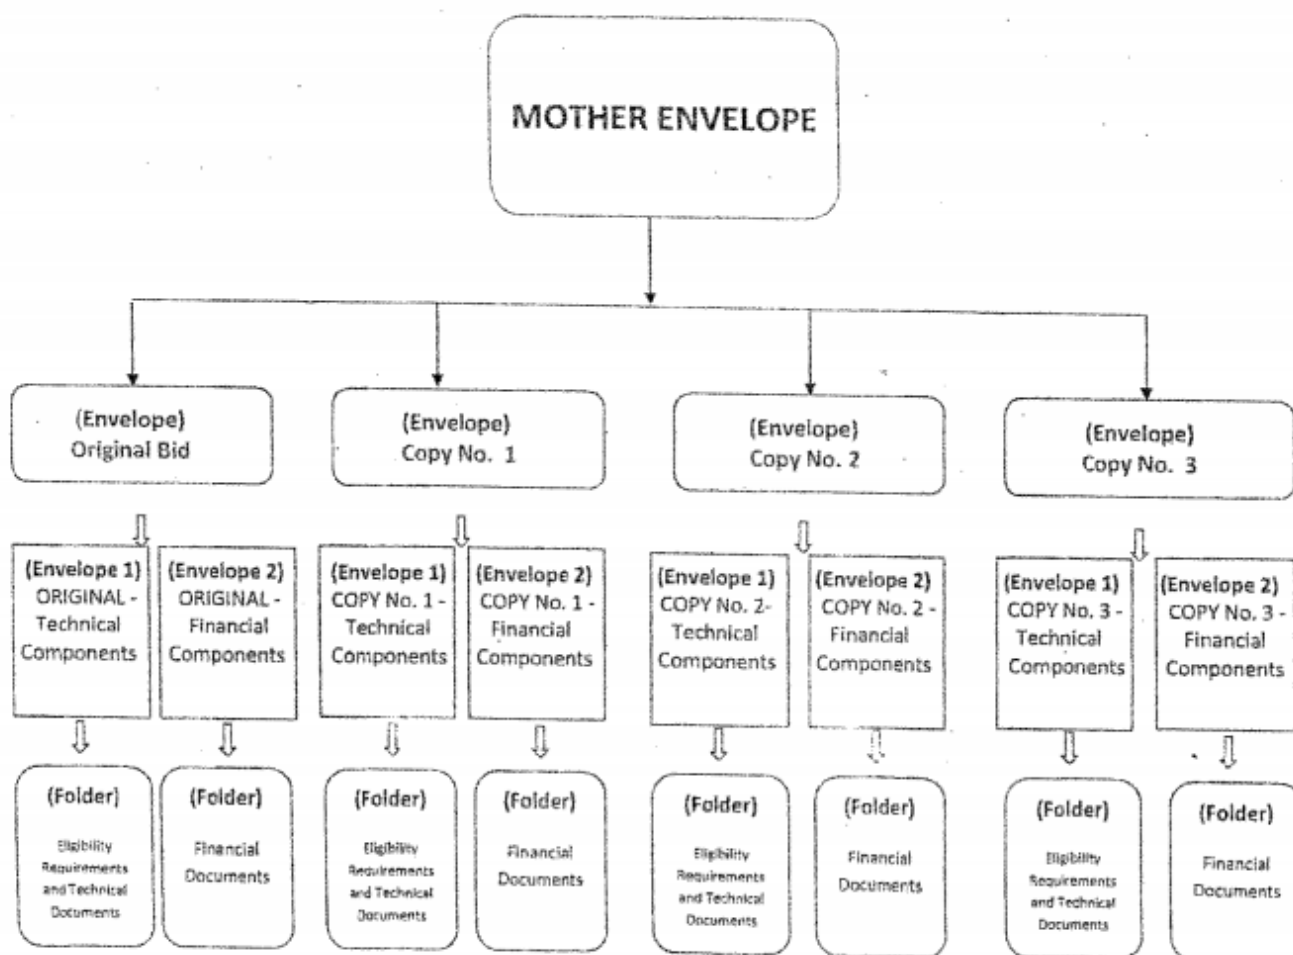 MOTHER ENVELOPE
(Envelope)
Original Bid
(Envelope)
Copy No. 1
(Envelope)
Copy No. 2
(Envelope)
Copy No. 3
(Envelope 1)
ORIGINAL -
Technical
Components
(Envelope 2)
ORIGINAL -
Financial
Components
(Envelope 1)
COPY No. 1 -
Technical
Components
(Envelope 2)
COPY No. 1 -
Financial
Components
(Envelope 1)
COPY No. 2-
Technical
Components
(Envelope 2)
COPY No. 2 -
Financial
Components
(Envelope 1)
COPY No. 3 -
Technical
Components
(Envelope 2)
COPY No. 3 -
Financial
Components
(Folder)
Eligibility
Requirements
and Technical
Documents
(Folder)
Financial
Documents
(Folder)
Eligibility
Requirements
and Technical
Documents
(Folder)
Financial
Documents
(Folder)
Eligibility
Requirements
and Technical
Documents
(Folder)
Financial
Documents
(Folder)
Eligibility
Requirements
and Technical
Documents
(Folder)
Financial
Documents